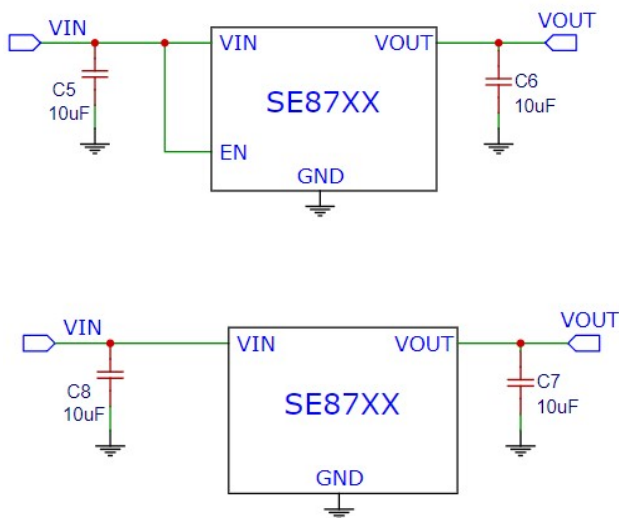 VIN
VOUT
VIN
VOUT
C5
10uF
C6
10uF
SE87XX
EN
GND
VIN
VOUT
VIN
VOUT
C8
10uF
C7
10uF
SE87XX
GND